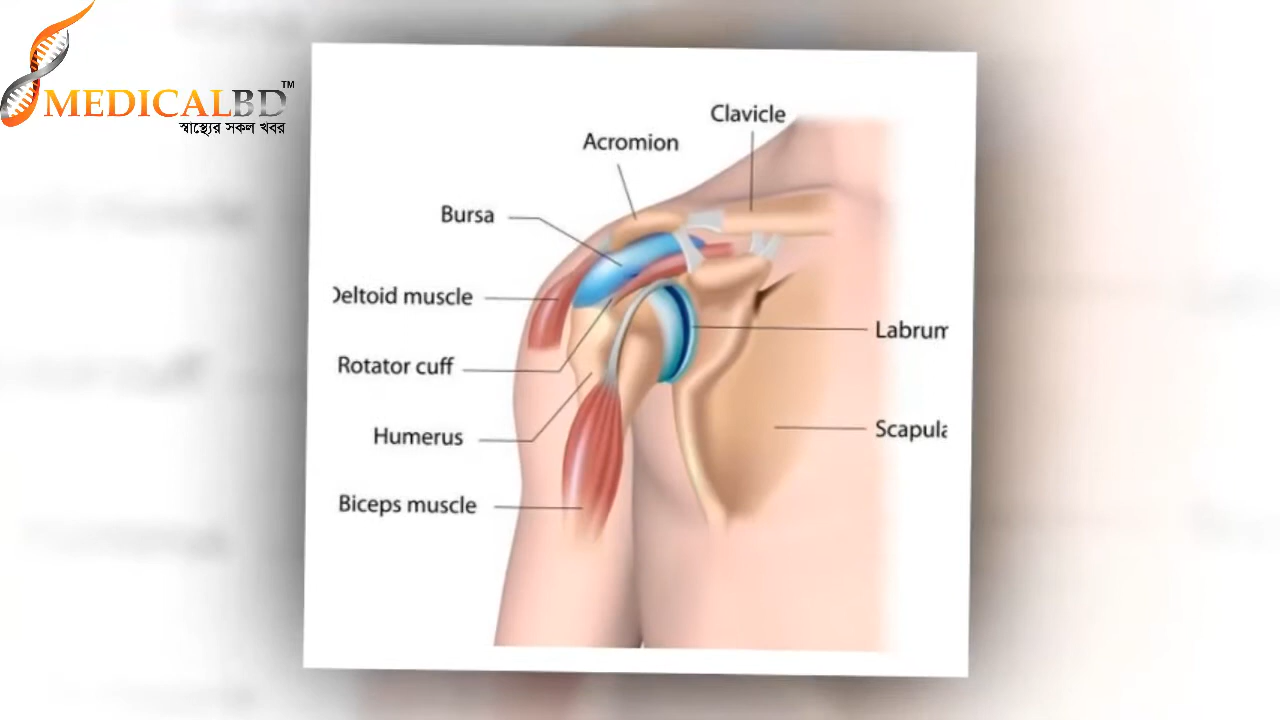 MEDICALBD™
স্বাস্থ্যের সকল খবর
Clavicle
Acromion
Bursa
Deltoid muscle
Labrum
Rotator cuff
Scapula
Humerus
Biceps muscle